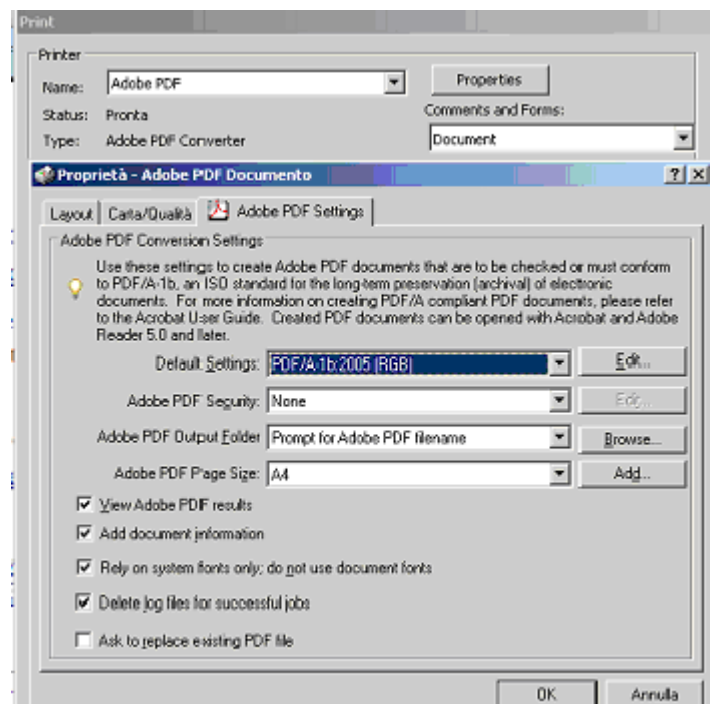 Print
Printer
Name: Adobe PDF Properties
Status: Pronta Comments and Forms:
Type: Adobe PDF Converter Document
Proprietà - Adobe PDF Documento
Layout Carta/Qualità Adobe PDF Settings
Adobe PDF Conversion Settings
Use these settings to create Adobe PDF documents that are to be checked or must conform
to PDF/A-1b, an ISO standard for the long-term preservation (archival) of electronic
documents. For more information on creating PDF/A compliant PDF documents, please refer
to the Acrobat User Guide. Created PDF documents can be opened with Acrobat and Adobe
Reader 5.0 and later.
Default Settings: PDF/A-1b:2005 (RGB) Edit...
Adobe PDF Security: None Edit...
Adobe PDF Output Folder Prompt for Adobe PDF filename Browse...
Adobe PDF Page Size: A4 Add...
View Adobe PDF results
Add document information
Rely on system fonts only; do not use document fonts
Delete log files for successful jobs
Ask to replace existing PDF file
OK Annulla